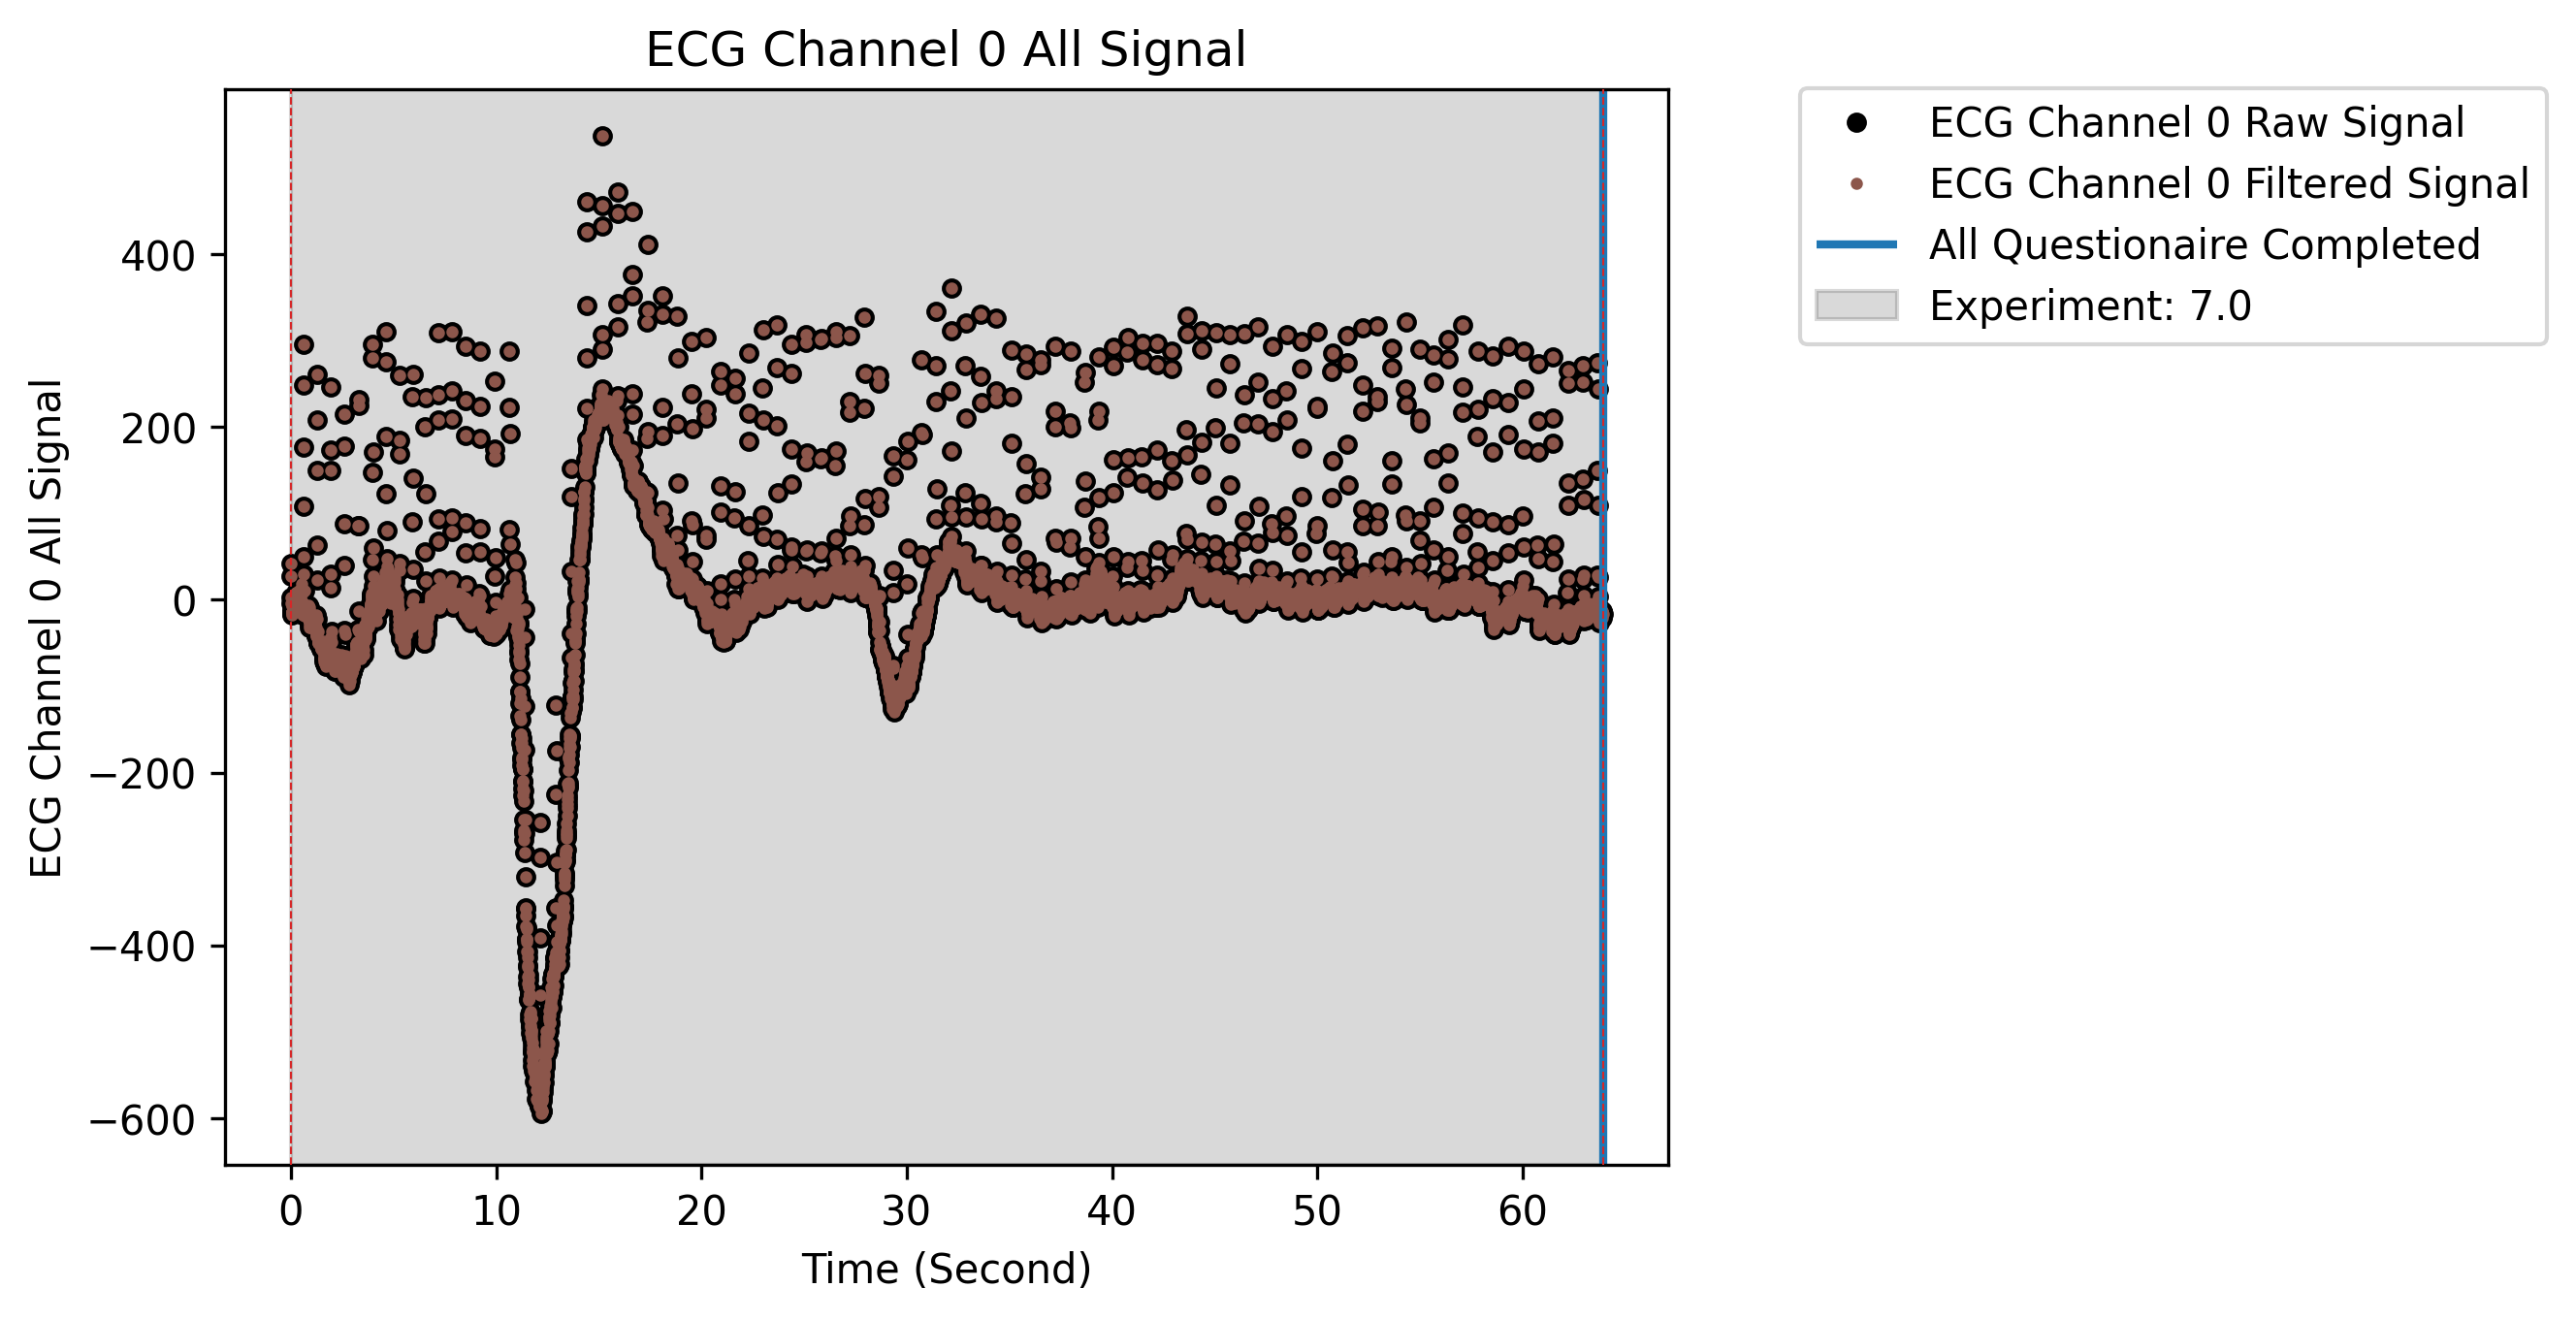 ECG Channel 0 All Signal
ECG Channel 0 Raw Signal
ECG Channel 0 Filtered Signal
All Questionaire Completed
Experiment: 7.0
ECG Channel 0 All Signal
400
200
0
−200
−400
−600
0 10 20 30 40 50 60
Time (Second)